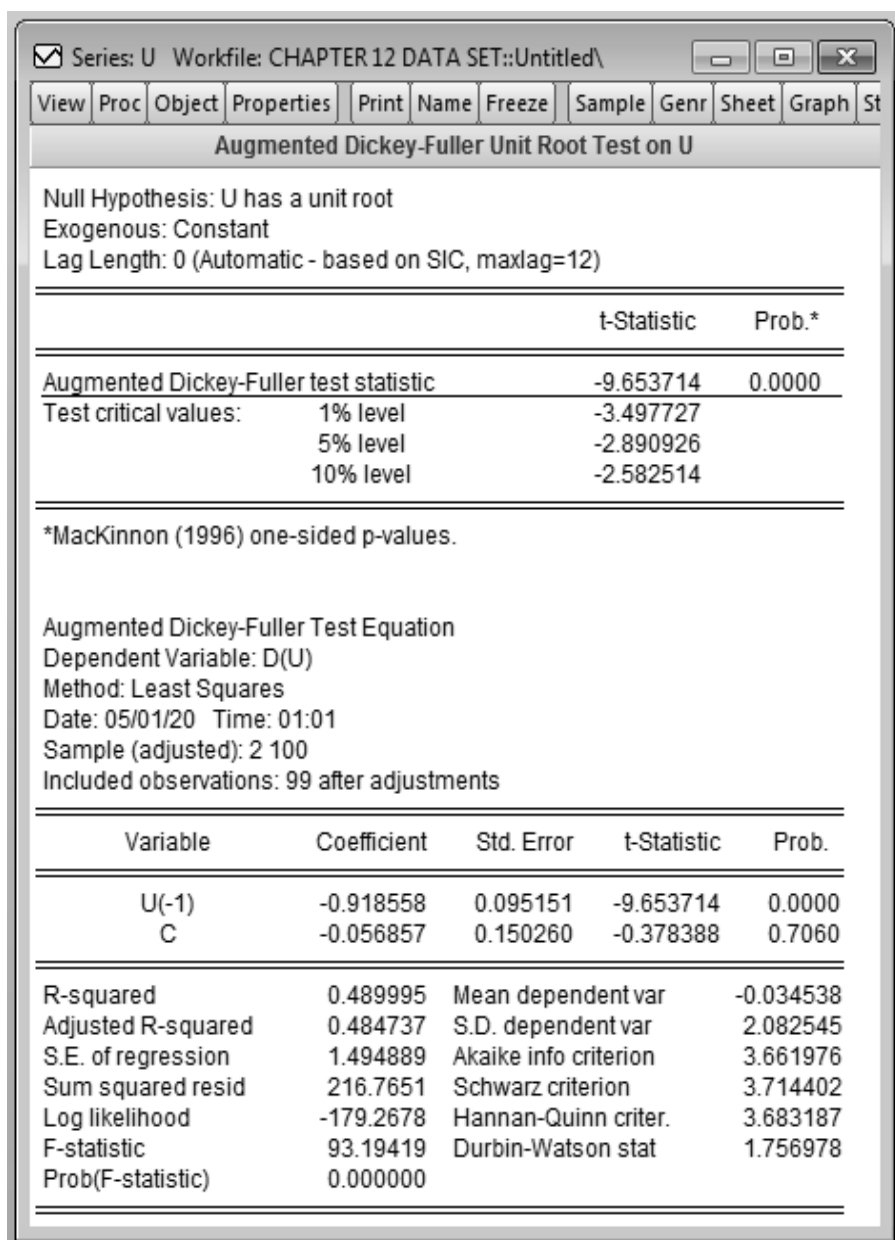 Series: U Workfile: CHAPTER 12 DATA SET::Untitled\
View Proc Object Properties Print Name Freeze Sample Genr Sheet Graph St
Augmented Dickey-Fuller Unit Root Test on U
Null Hypothesis: U has a unit root
Exogenous: Constant
Lag Length: 0 (Automatic - based on SIC, maxlag=12)
t-Statistic Prob.*
Augmented Dickey-Fuller test statistic -9.653714 0.0000
Test critical values: 1% level -3.497727
5% level -2.890926
10% level -2.582514
*MacKinnon (1996) one-sided p-values.
Augmented Dickey-Fuller Test Equation
Dependent Variable: D(U)
Method: Least Squares
Date: 05/01/20 Time: 01:01
Sample (adjusted): 2 100
Included observations: 99 after adjustments
Variable Coefficient Std. Error t-Statistic Prob.
U(-1) -0.918558 0.095151 -9.653714 0.0000
C -0.056857 0.150260 -0.378388 0.7060
R-squared 0.489995 Mean dependent var -0.034538
Adjusted R-squared 0.484737 S.D. dependent var 2.082545
S.E. of regression 1.494889 Akaike info criterion 3.661976
Sum squared resid 216.7651 Schwarz criterion 3.714402
Log likelihood -179.2678 Hannan-Quinn criter. 3.683187
F-statistic 93.19419 Durbin-Watson stat 1.756978
Prob(F-statistic) 0.000000